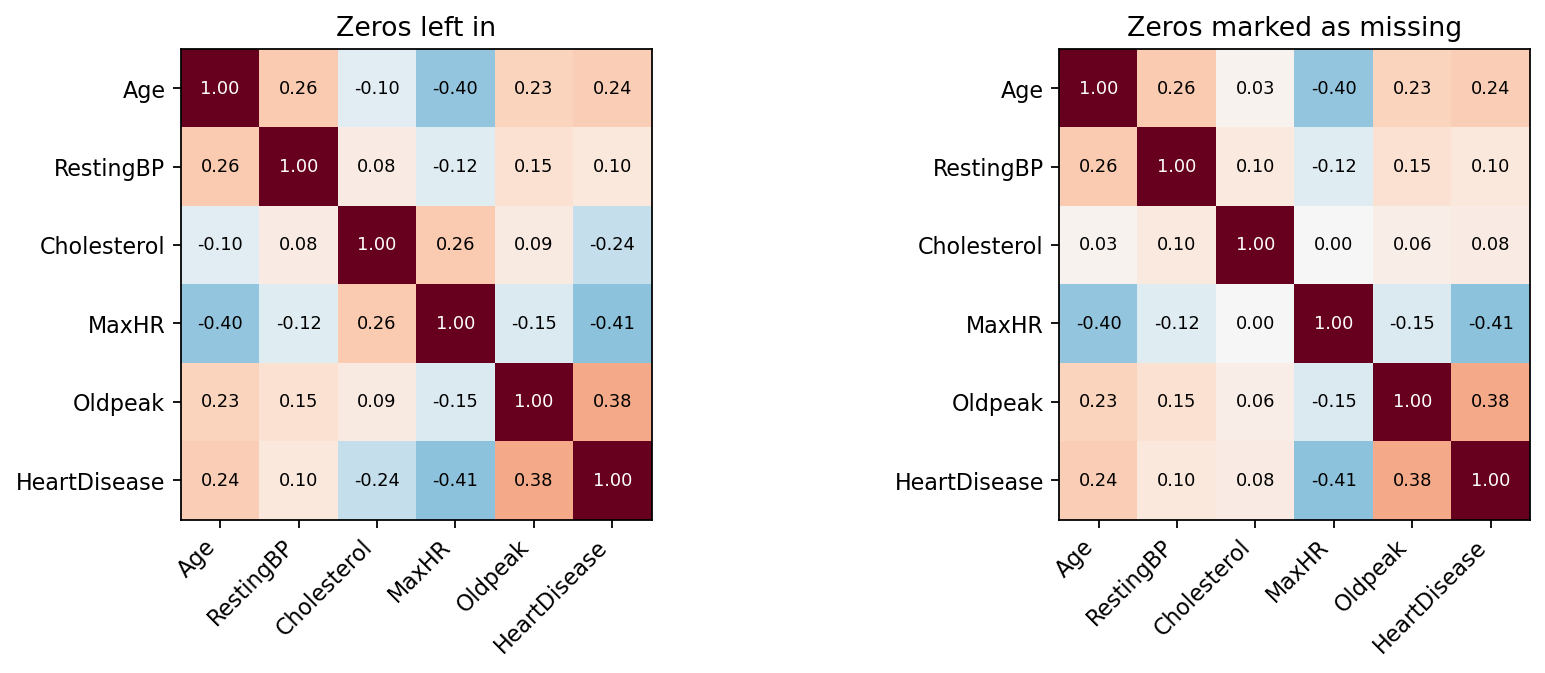 Zeros left in
Age 1.00 0.26 -0.10 -0.40 0.23 0.24
RestingBP 0.26 1.00 0.08 -0.12 0.15 0.10
Cholesterol -0.10 0.08 1.00 0.26 0.09 -0.24
MaxHR -0.40 -0.12 0.26 1.00 -0.15 -0.41
Oldpeak 0.23 0.15 0.09 -0.15 1.00 0.38
HeartDisease 0.24 0.10 -0.24 -0.41 0.38 1.00
Age RestingBP Cholesterol MaxHR Oldpeak HeartDisease
Zeros marked as missing
Age 1.00 0.26 0.03 -0.40 0.23 0.24
RestingBP 0.26 1.00 0.10 -0.12 0.15 0.10
Cholesterol 0.03 0.10 1.00 0.00 0.06 0.08
MaxHR -0.40 -0.12 0.00 1.00 -0.15 -0.41
Oldpeak 0.23 0.15 0.06 -0.15 1.00 0.38
HeartDisease 0.24 0.10 0.08 -0.41 0.38 1.00
Age RestingBP Cholesterol MaxHR Oldpeak HeartDisease